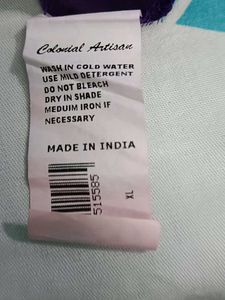 Colonial Artisan
WASH IN COLD WATER
USE MILD DETERGENT
DO NOT BLEACH
DRY IN SHADE
MEDUIM IRON IF
NECESSARY
MADE IN INDIA
515585
XL